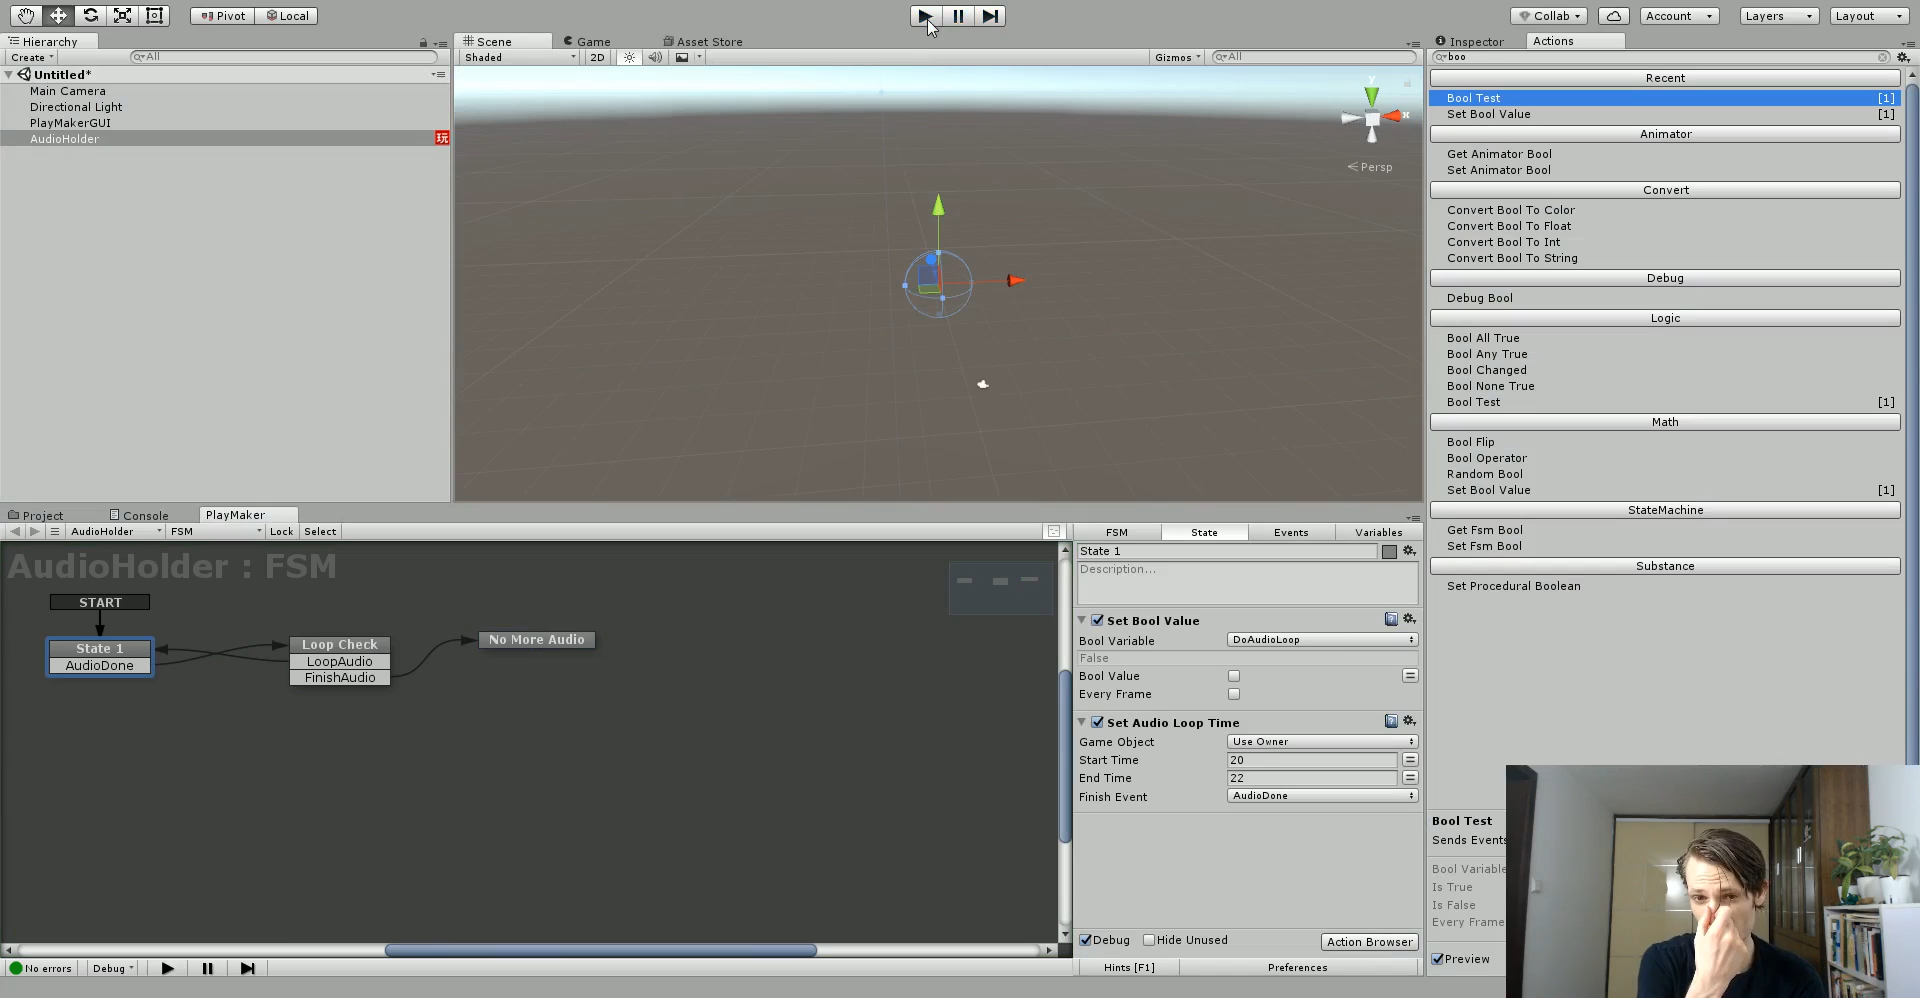 Pivot
Local
Collab
Account
Layers
Layout
Hierarchy
Create
All
Untitled*
Main Camera
Directional Light
PlayMakerGUI
AudioHolder
玩
Scene
Game
Asset Store
Shaded
2D
Gizmos
All
y
x
Persp
Inspector
Actions
boo
Recent
Bool Test [1]
Set Bool Value [1]
Animator
Get Animator Bool
Set Animator Bool
Convert
Convert Bool To Color
Convert Bool To Float
Convert Bool To Int
Convert Bool To String
Debug
Debug Bool
Logic
Bool All True
Bool Any True
Bool Changed
Bool None True
Bool Test [1]
Math
Bool Flip
Bool Operator
Random Bool
Set Bool Value [1]
StateMachine
Get Fsm Bool
Set Fsm Bool
Substance
Set Procedural Boolean
Bool Test
Sends Events
Bool Variable
Is True
Is False
Every Frame
Preview
Project
Console
PlayMaker
AudioHolder
FSM
Lock
Select
AudioHolder : FSM
START
State 1
AudioDone
Loop Check
LoopAudio
FinishAudio
No More Audio
FSM
State
Events
Variables
State 1
Description...
Set Bool Value
Bool Variable DoAudioLoop
False
Bool Value
Every Frame
Set Audio Loop Time
Game Object Use Owner
Start Time 20
End Time 22
Finish Event AudioDone
Debug
Hide Unused
Action Browser
Hints [F1]
Preferences
No errors
Debug